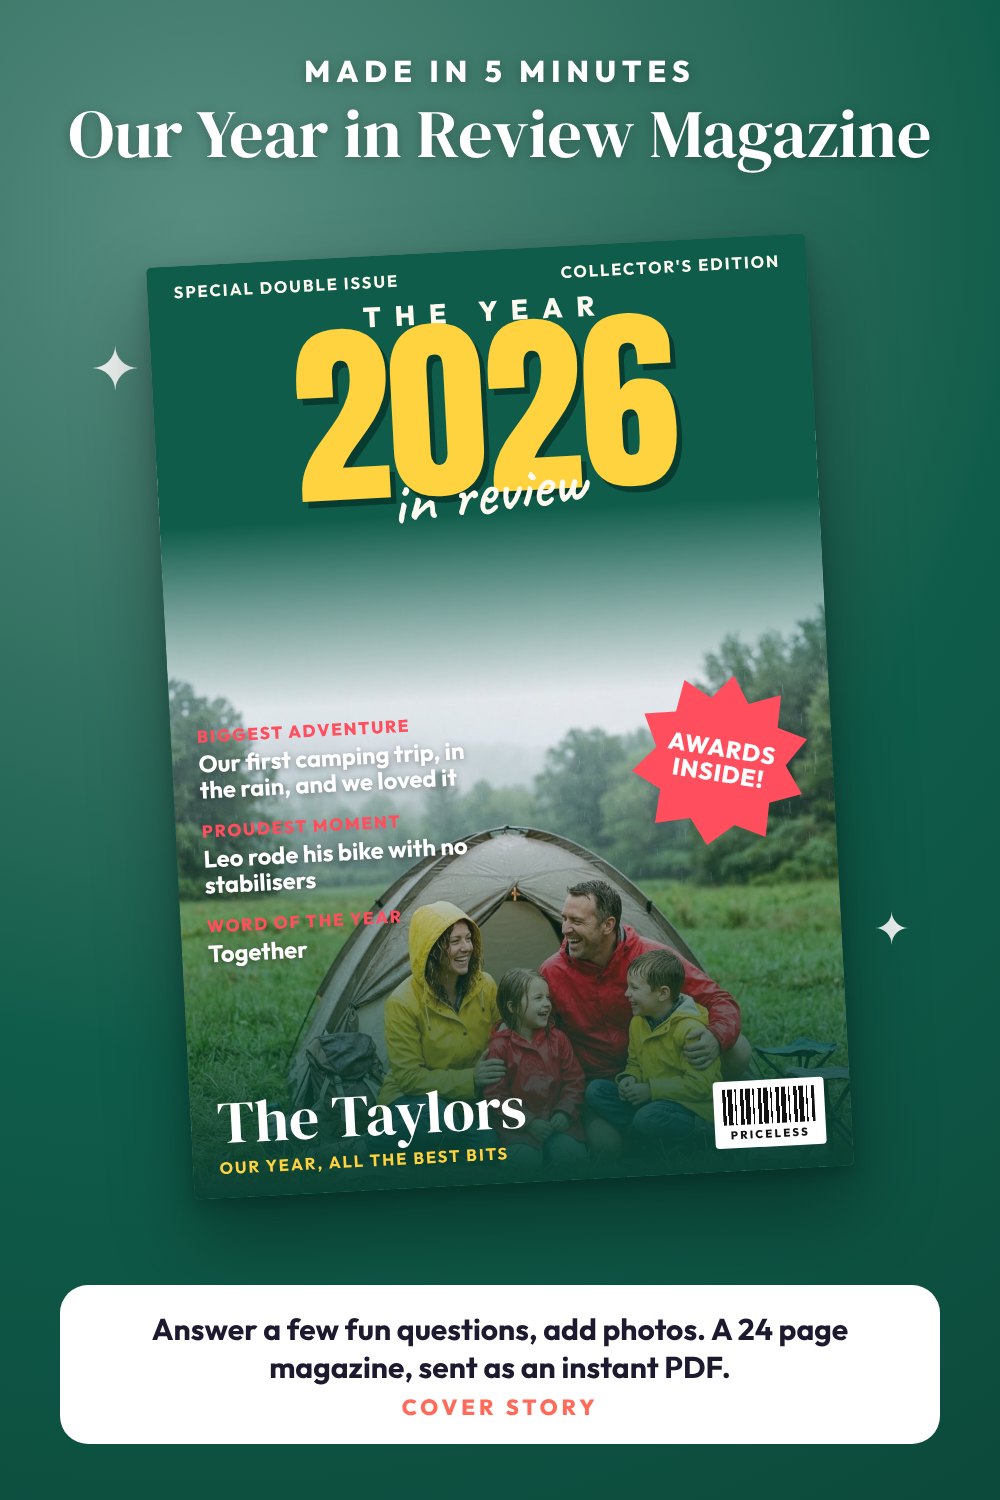 MADE IN 5 MINUTES
Our Year in Review Magazine
SPECIAL DOUBLE ISSUE
COLLECTOR'S EDITION
THE YEAR
2026
in review
BIGGEST ADVENTURE
Our first camping trip, in
the rain, and we loved it
PROUDEST MOMENT
Leo rode his bike with no
stabilisers
WORD OF THE YEAR
Together
AWARDS
INSIDE!
The Taylors
OUR YEAR, ALL THE BEST BITS
PRICELESS
Answer a few fun questions, add photos. A 24 page
magazine, sent as an instant PDF.
COVER STORY